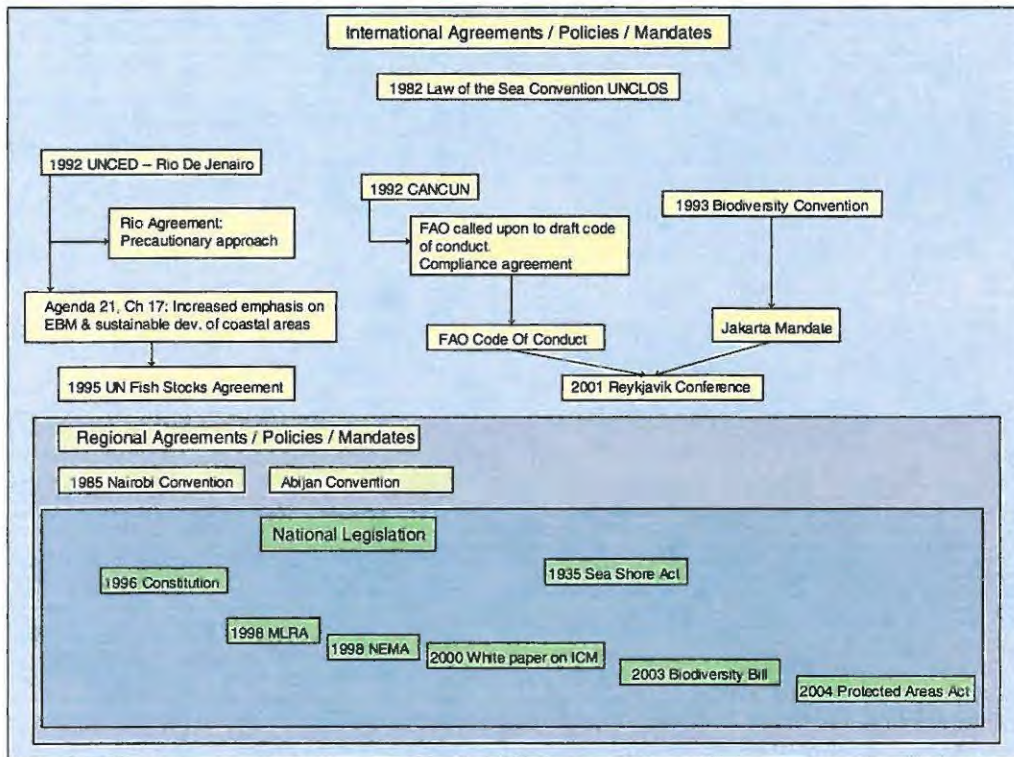 International Agreements / Policies / Mandates
1982 Law of the Sea Convention UNCLOS
1992 UNCED – Rio De Jenairo
Rio Agreement:
Precautionary approach
Agenda 21, Ch 17: Increased emphasis on
EBM & sustainable dev. of coastal areas
1995 UN Fish Stocks Agreement
1992 CANCUN
FAO called upon to draft code
of conduct.
Compliance agreement
FAO Code Of Conduct
1993 Biodiversity Convention
Jakarta Mandate
2001 Reykjavik Conference
Regional Agreements / Policies / Mandates
1985 Nairobi Convention
Abijan Convention
National Legislation
1996 Constitution
1935 Sea Shore Act
1998 MLRA
1998 NEMA
2000 White paper on ICM
2003 Biodiversity Bill
2004 Protected Areas Act